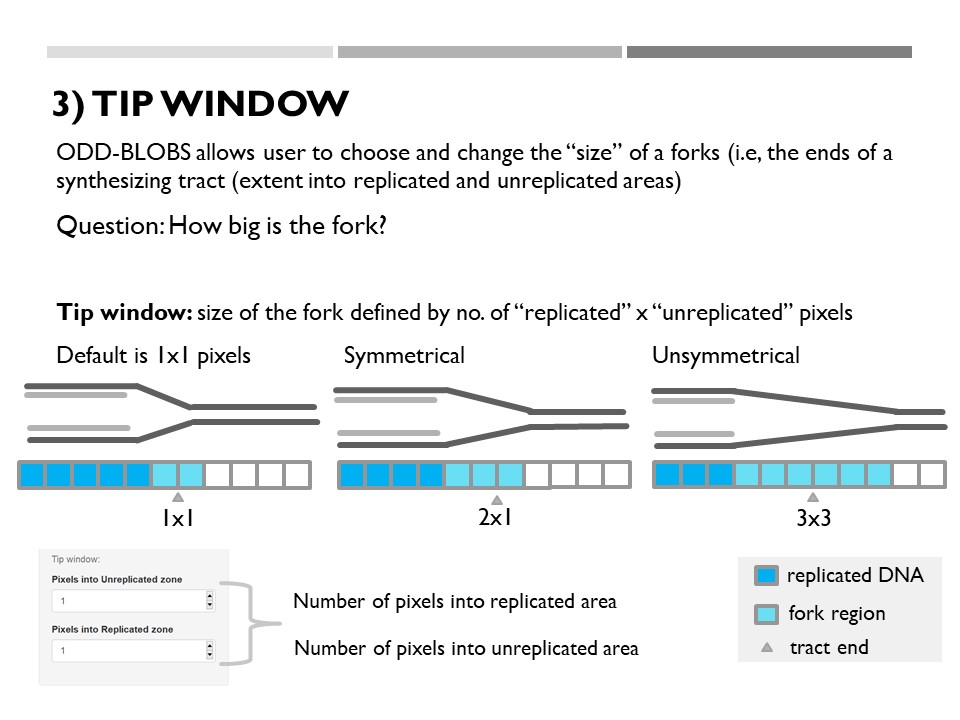 3) TIP WINDOW
ODD-BLOBS allows user to choose and change the “size” of a forks (i.e, the ends of a
synthesizing tract (extent into replicated and unreplicated areas)
Question: How big is the fork?
Tip window: size of the fork defined by no. of “replicated” x “unreplicated” pixels
Default is 1x1 pixels
Symmetrical
Unsymmetrical
1x1
2x1
3x3
Tip window:
Pixels into Unreplicated zone
1
Pixels into Replicated zone
1
Number of pixels into replicated area
Number of pixels into unreplicated area
replicated DNA
fork region
tract end